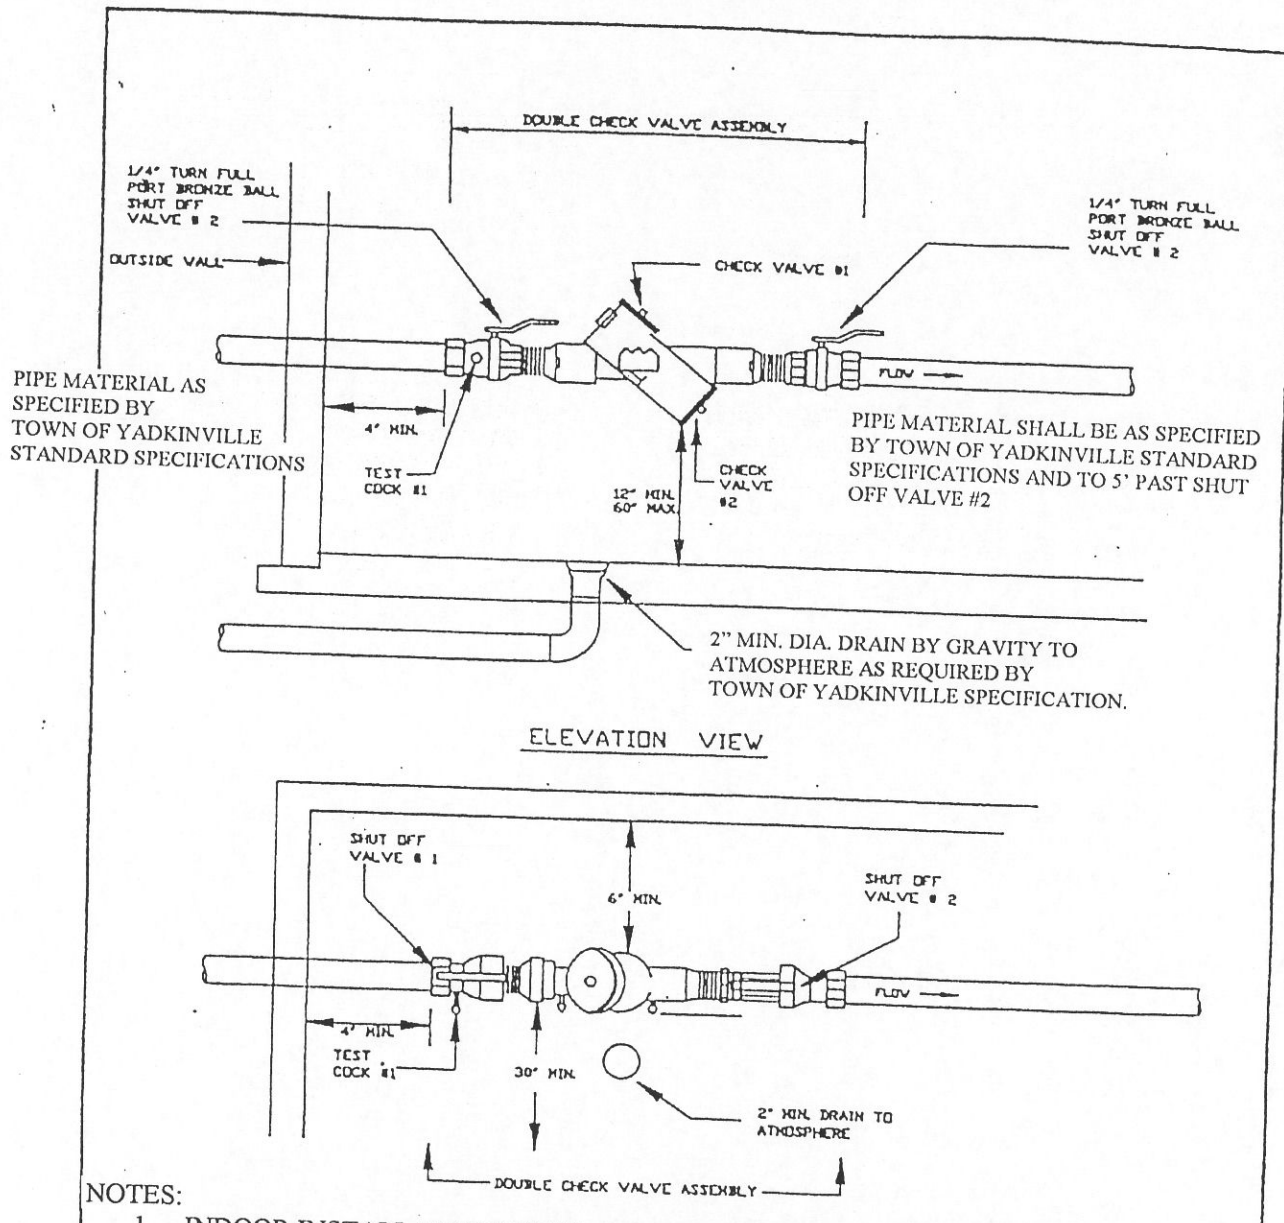 DOUBLE CHECK VALVE ASSEMBLY
1/4" TURN FULL
PORT BRONZE BALL
SHUT OFF
VALVE # 2
OUTSIDE WALL
CHECK VALVE #1
1/4" TURN FULL
PORT BRONZE BALL
SHUT OFF
VALVE # 2
FLOW
PIPE MATERIAL AS
SPECIFIED BY
TOWN OF YADKINVILLE
STANDARD SPECIFICATIONS
4" MIN.
TEST
COCK #1
12" MIN.
60" MAX.
CHECK
VALVE
#2
PIPE MATERIAL SHALL BE AS SPECIFIED
BY TOWN OF YADKINVILLE STANDARD
SPECIFICATIONS AND TO 5' PAST SHUT
OFF VALVE #2
2" MIN. DIA. DRAIN BY GRAVITY TO
ATMOSPHERE AS REQUIRED BY
TOWN OF YADKINVILLE SPECIFICATION.
ELEVATION VIEW
SHUT OFF
VALVE # 1
6" MIN.
SHUT OFF
VALVE # 2
FLOW
4" MIN.
TEST
COCK #1
30" MIN.
2" MIN. DRAIN TO
ATMOSPHERE
DOUBLE CHECK VALVE ASSEMBLY
NOTES: